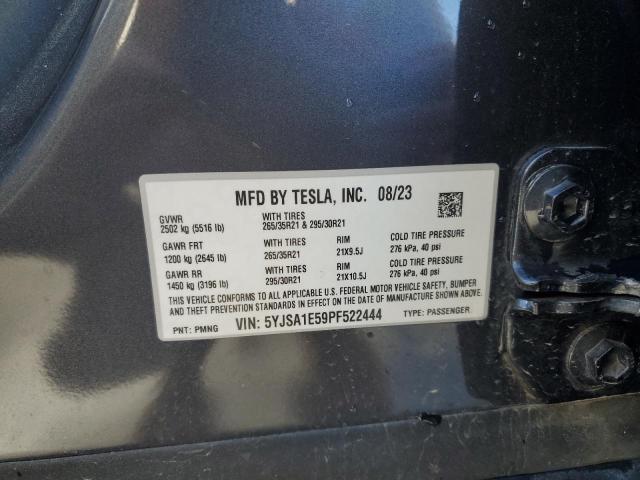 MFD BY TESLA, INC. 08/23
GVWR WITH TIRES
2502 kg (5516 lb) 265/35R21 & 295/30R21
GAWR FRT WITH TIRES RIM COLD TIRE PRESSURE
1200 kg (2645 lb) 265/35R21 21X9.5J 276 kPa, 40 psi
GAWR RR WITH TIRES RIM COLD TIRE PRESSURE
1450 kg (3196 lb) 295/30R21 21X10.5J 276 kPa, 40 psi
THIS VEHICLE CONFORMS TO ALL APPLICABLE U.S. FEDERAL MOTOR VEHICLE SAFETY, BUMPER
AND THEFT PREVENTION STANDARDS IN EFFECT ON THE DATE OF MANUFACTURE SHOWN ABOVE.
PNT: PMNG VIN: 5YJSA1E59PF522444 TYPE: PASSENGER